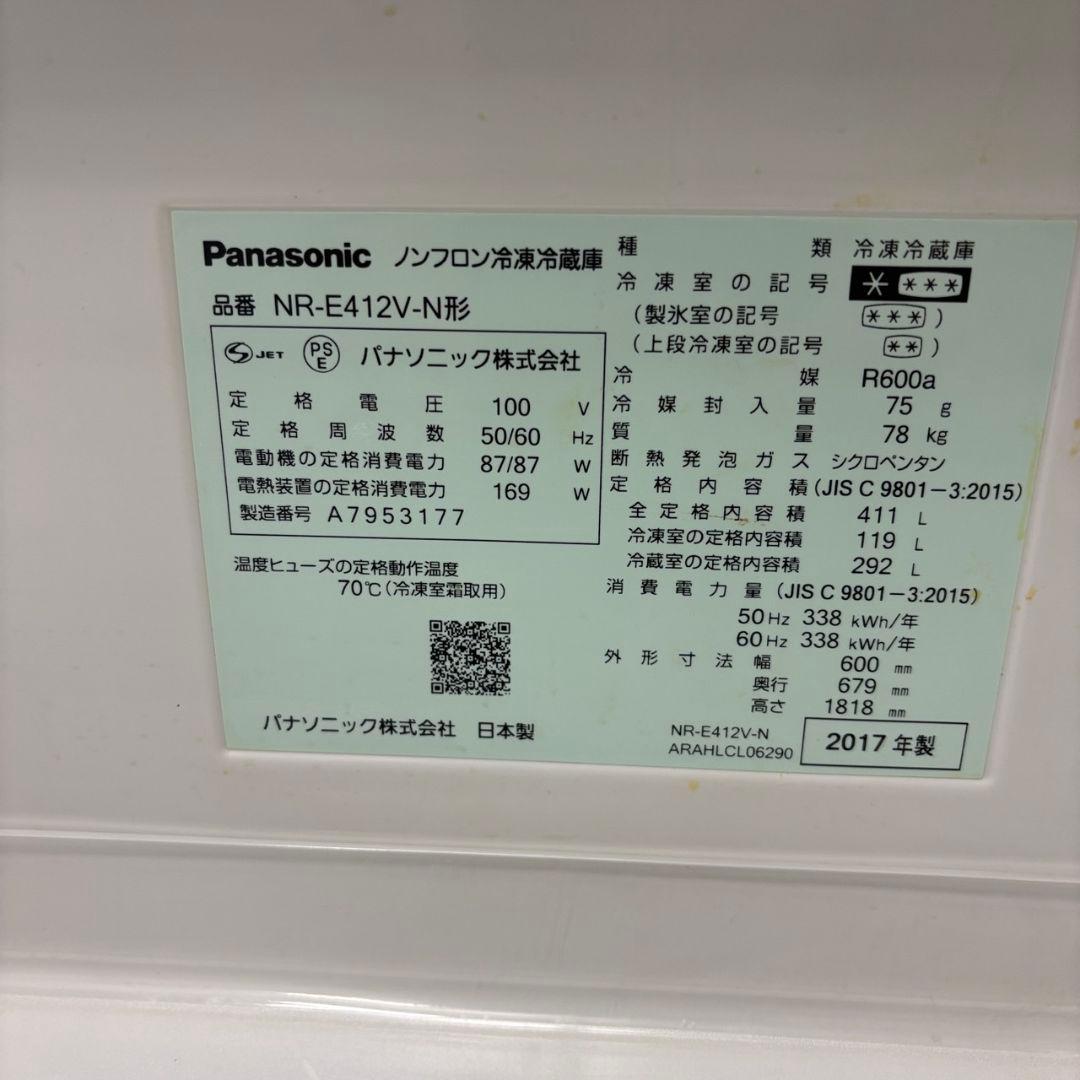 Panasonic ノンフロン冷凍冷蔵庫
品番 NR-E412V-N形
S JET PSE パナソニック株式会社
定格電圧 100 V
定格周波数 50/60 Hz
電動機の定格消費電力 87/87 W
電熱装置の定格消費電力 169 W
製造番号 A7953177
温度ヒューズの定格動作温度
70℃(冷凍室霜取用)
パナソニック株式会社 日本製
種類 冷凍冷蔵庫
冷凍室の記号 * ***
(製氷室の記号 ***)
(上段冷凍室の記号 **)
冷媒 R600a
冷媒封入量 75 g
質量 78 kg
断熱発泡ガス シクロペンタン
定格内容積 (JIS C 9801-3:2015)
全定格内容積 411 L
冷凍室の定格内容積 119 L
冷蔵室の定格内容積 292 L
消費電力量 (JIS C 9801-3:2015)
50Hz 338 kWh/年
60Hz 338 kWh/年
外形寸法 幅 600 mm
奥行 679 mm
高さ 1818 mm
NR-E412V-N
ARAHLCL06290
2017年製